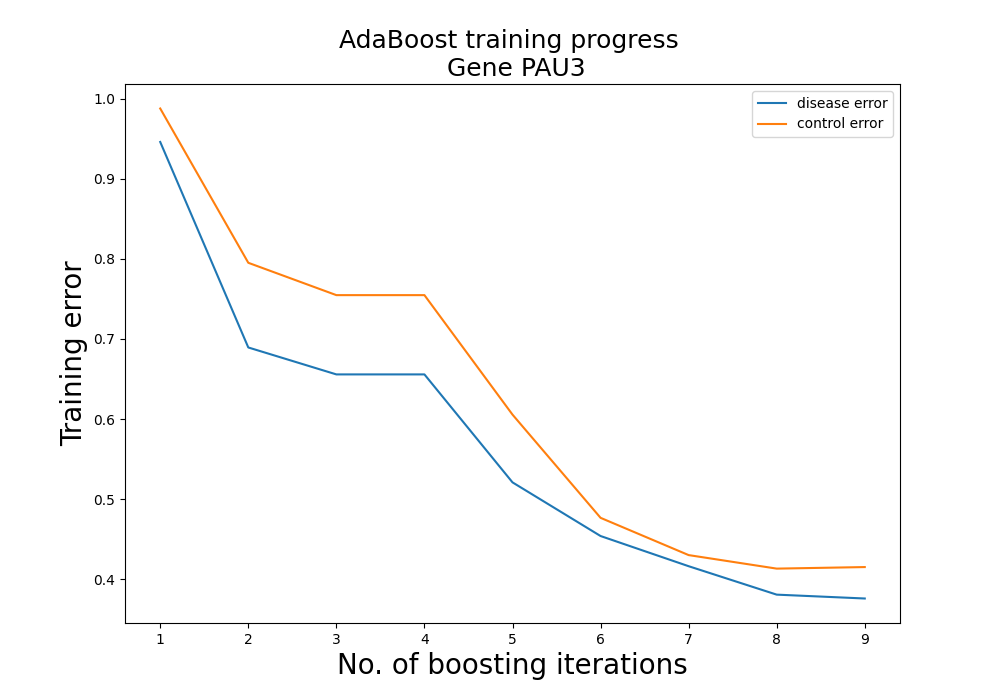 AdaBoost training progress
Gene PAU3
disease error
control error
Training error
1.0
0.9
0.8
0.7
0.6
0.5
0.4
1 2 3 4 5 6 7 8 9
No. of boosting iterations